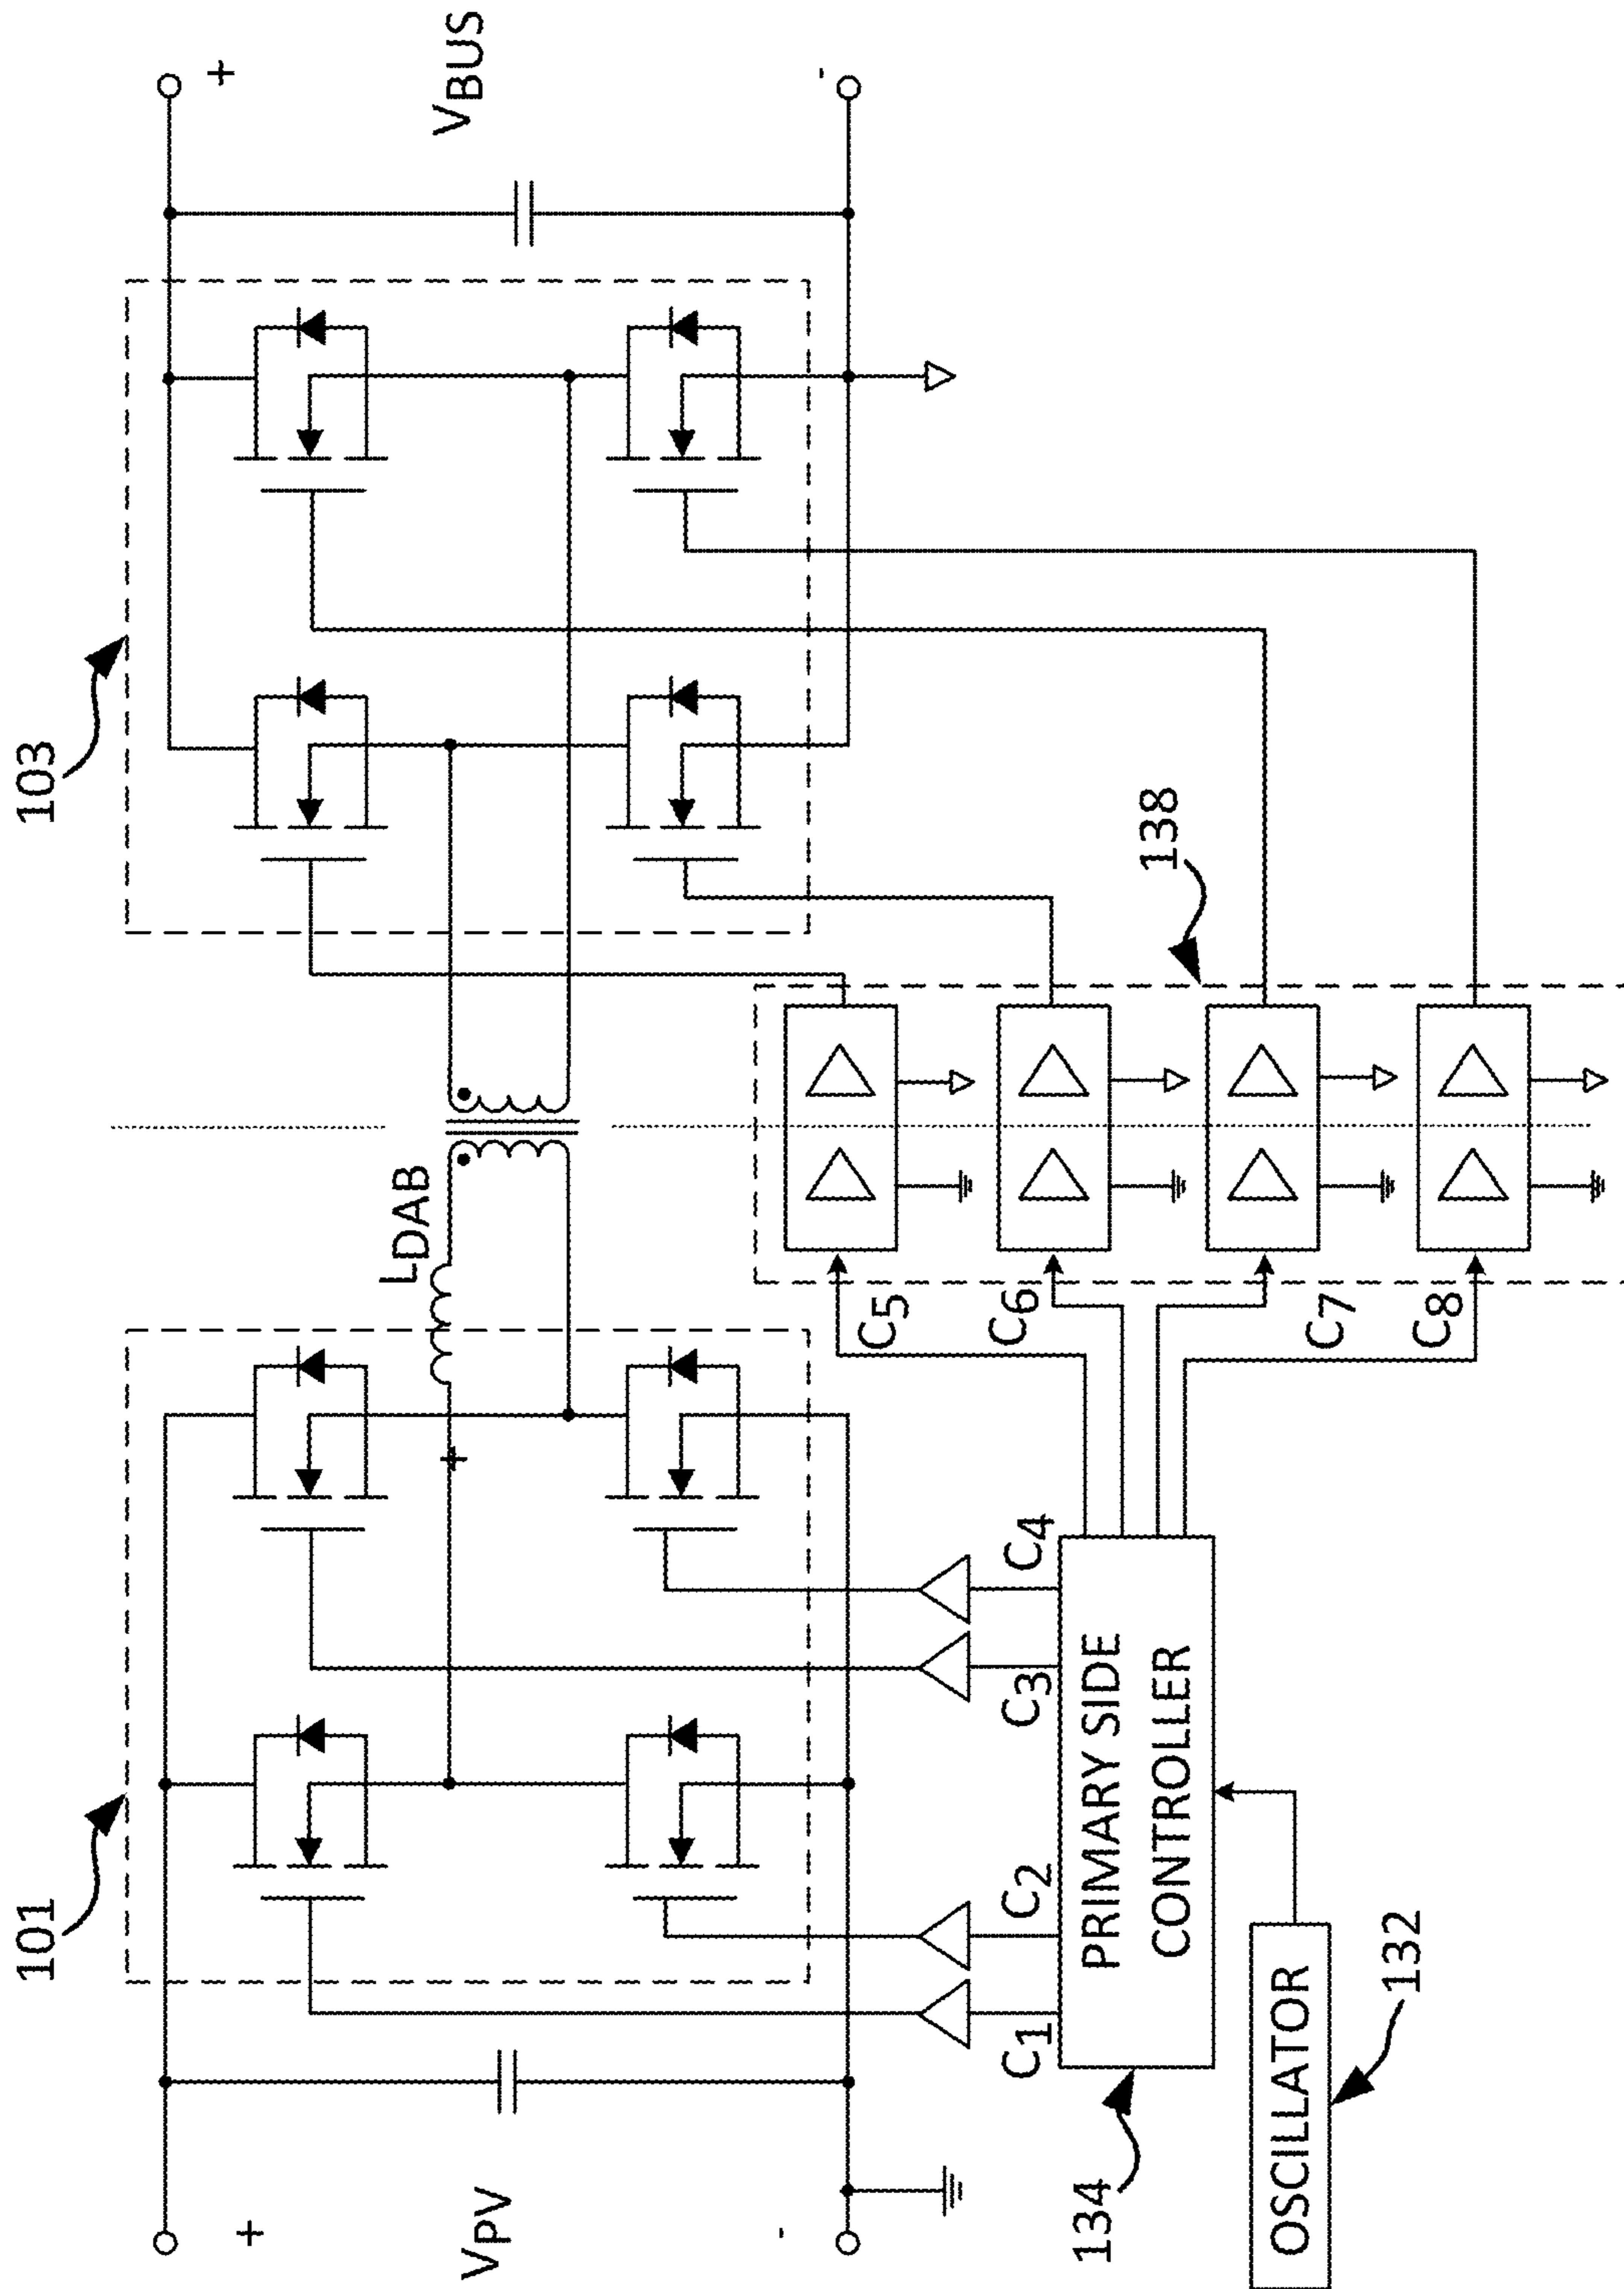 101
103
+
VPV
-
LDAB
+
+
VBUS
-
C1
C2
C3
C4
C5
C6
C7
C8
138
PRIMARY SIDE
CONTROLLER
134
OSCILLATOR
132